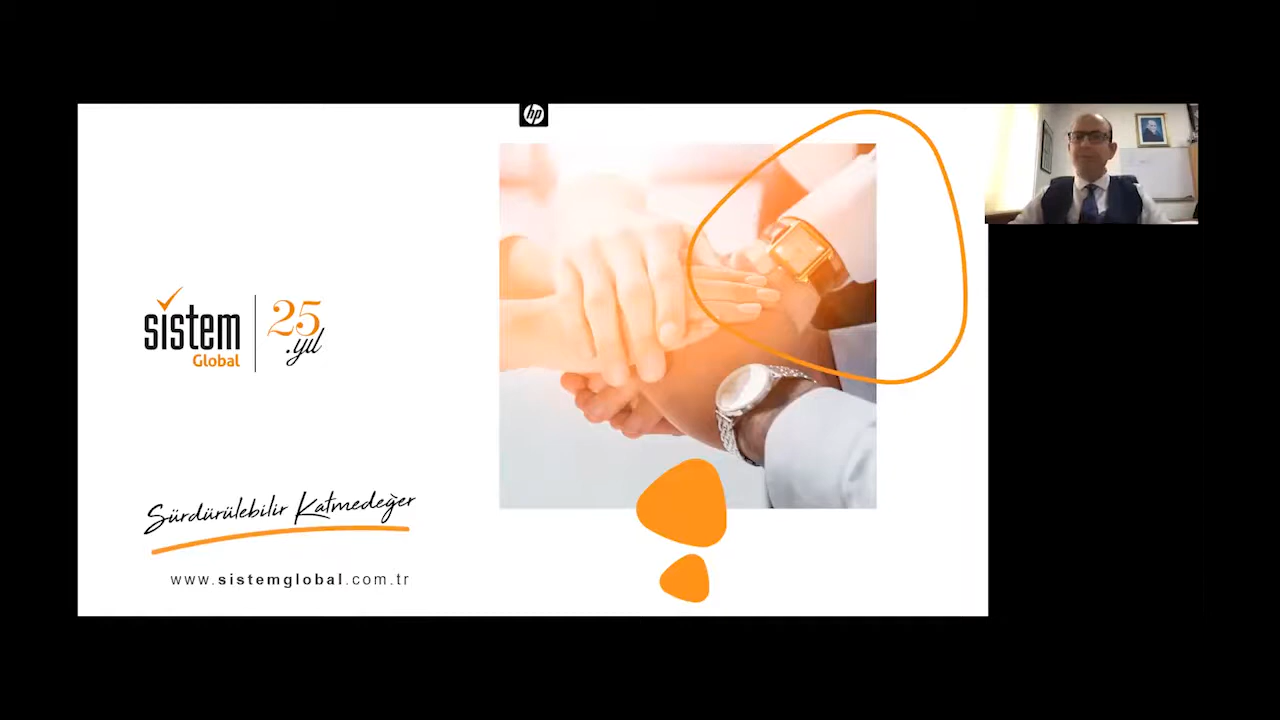 hp
sistem
Global
25
.yıl
Sürdürülebilir Katmedeğer
www.sistemglobal.com.tr